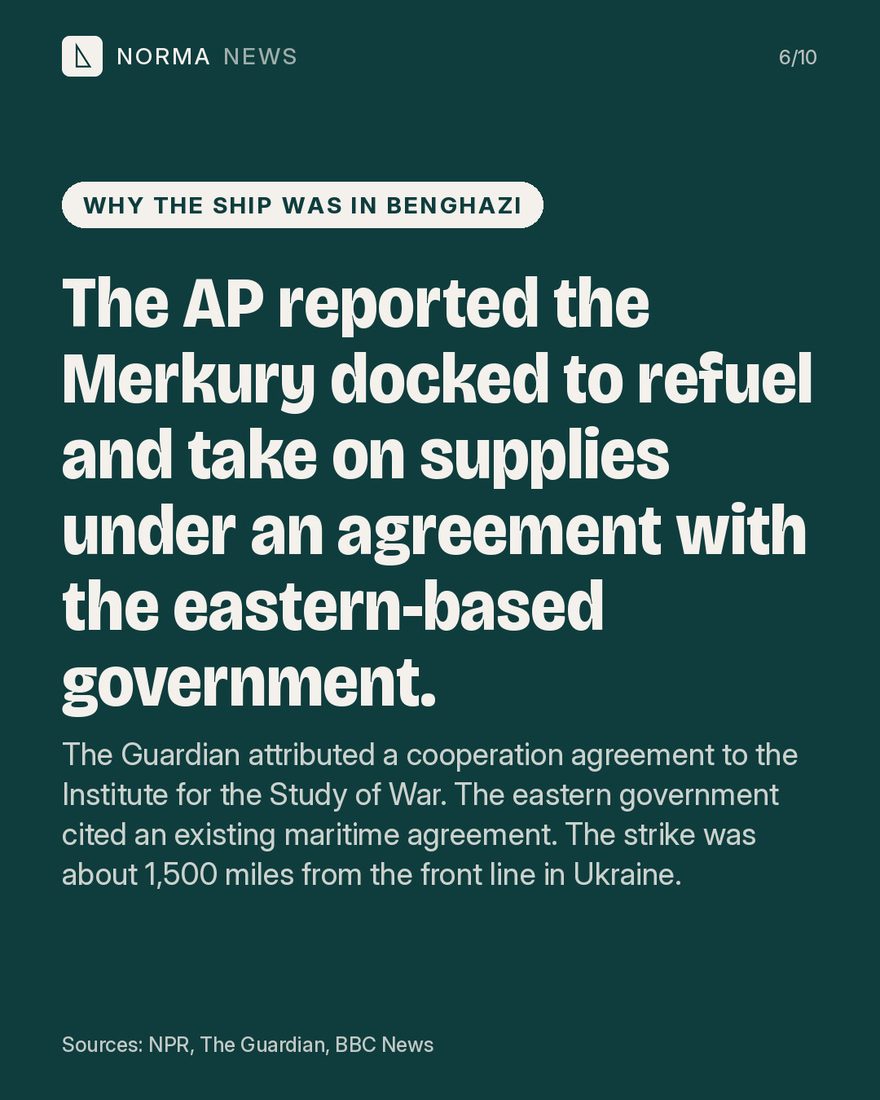 NORMA NEWS
6/10
WHY THE SHIP WAS IN BENGHAZI
The AP reported the
Merkury docked to refuel
and take on supplies
under an agreement with
the eastern-based
government.
The Guardian attributed a cooperation agreement to the
Institute for the Study of War. The eastern government
cited an existing maritime agreement. The strike was
about 1,500 miles from the front line in Ukraine.
Sources: NPR, The Guardian, BBC News